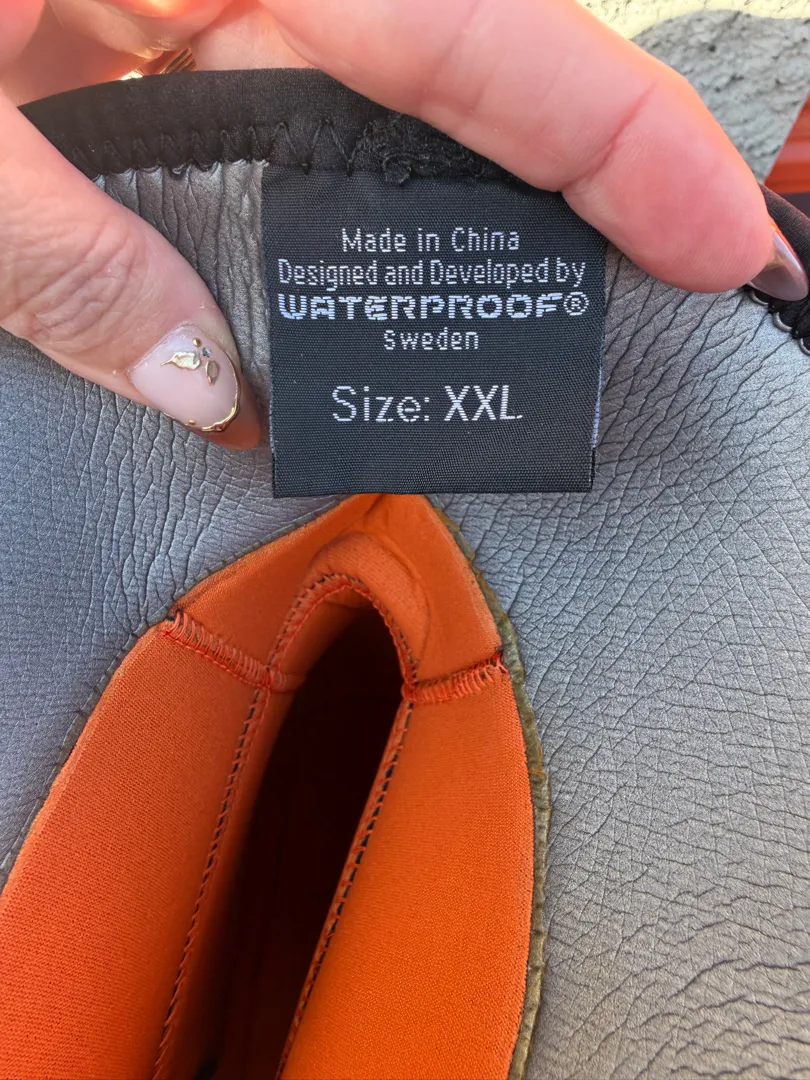 Made in China
Designed and Developed by
WATERPROOF®
Sweden
Size: XXL